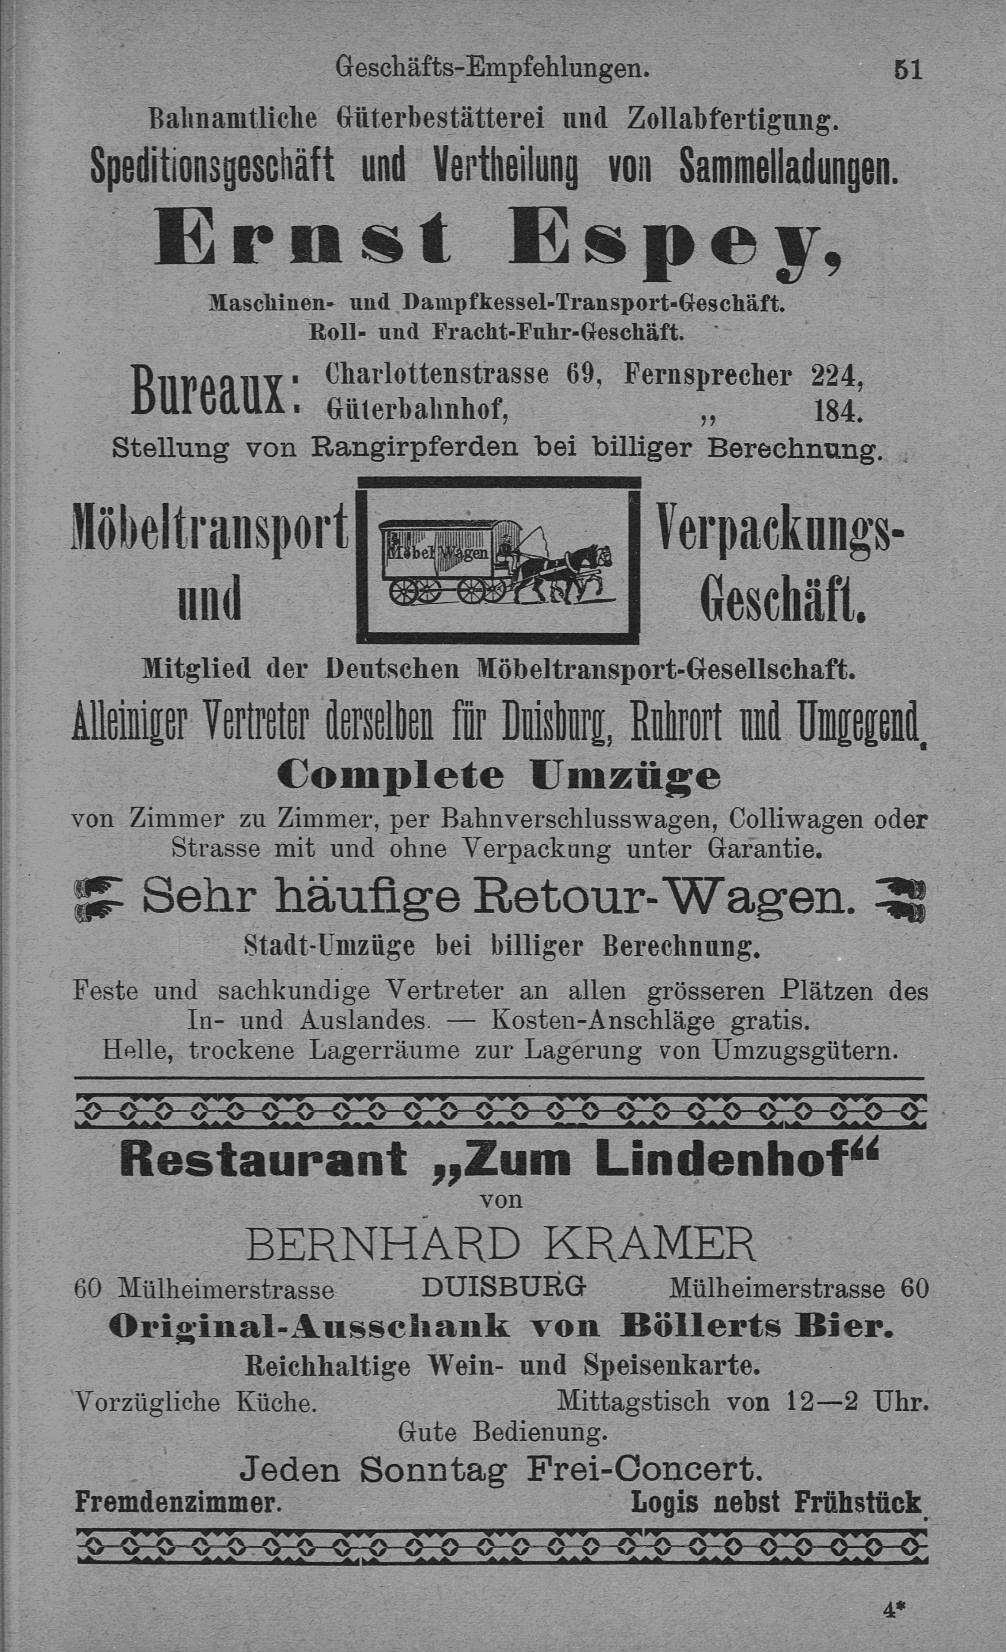 Geschäfts-Empfehlungen. 51
Bahnamtliche Güterbestätterei und Zollabfertigung.
Speditionsgeschäft und Vertheilung von Sammelladungen.
Ernst Espey,
Maschinen- und Dampfkessel-Transport-Geschäft.
Roll- und Fracht-Fuhr-Geschäft.
Bureaux: Charlottenstrasse 69, Fernsprecher 224,
Güterbahnhof, „ 184.
Stellung von Rangirpferden bei billiger Berechnung.
Möbeltransport
und
Möbel Wagen
Verpackungs-
Geschäft.
Mitglied der Deutschen Möbeltransport-Gesellschaft.
Alleiniger Vertreter derselben für Duisburg, Ruhrort und Umgegend.
Complete Umzüge
von Zimmer zu Zimmer, per Bahnverschlusswagen, Colliwagen oder
Strasse mit und ohne Verpackung unter Garantie.
Sehr häufige Retour-Wagen.
Stadt-Umzüge bei billiger Berechnung.
Feste und sachkundige Vertreter an allen grösseren Plätzen des
In- und Auslandes. — Kosten-Anschläge gratis.
Helle, trockene Lagerräume zur Lagerung von Umzugsgütern.
Restaurant „Zum Lindenhof“
von
BERNHARD KRAMER
60 Mülheimerstrasse DUISBURG Mülheimerstrasse 60
Original-Ausschank von Böllerts Bier.
Reichhaltige Wein- und Speisenkarte.
Vorzügliche Küche. Mittagstisch von 12—2 Uhr.
Gute Bedienung.
Jeden Sonntag Frei-Concert.
Fremdenzimmer. Logis nebst Frühstück.
4*